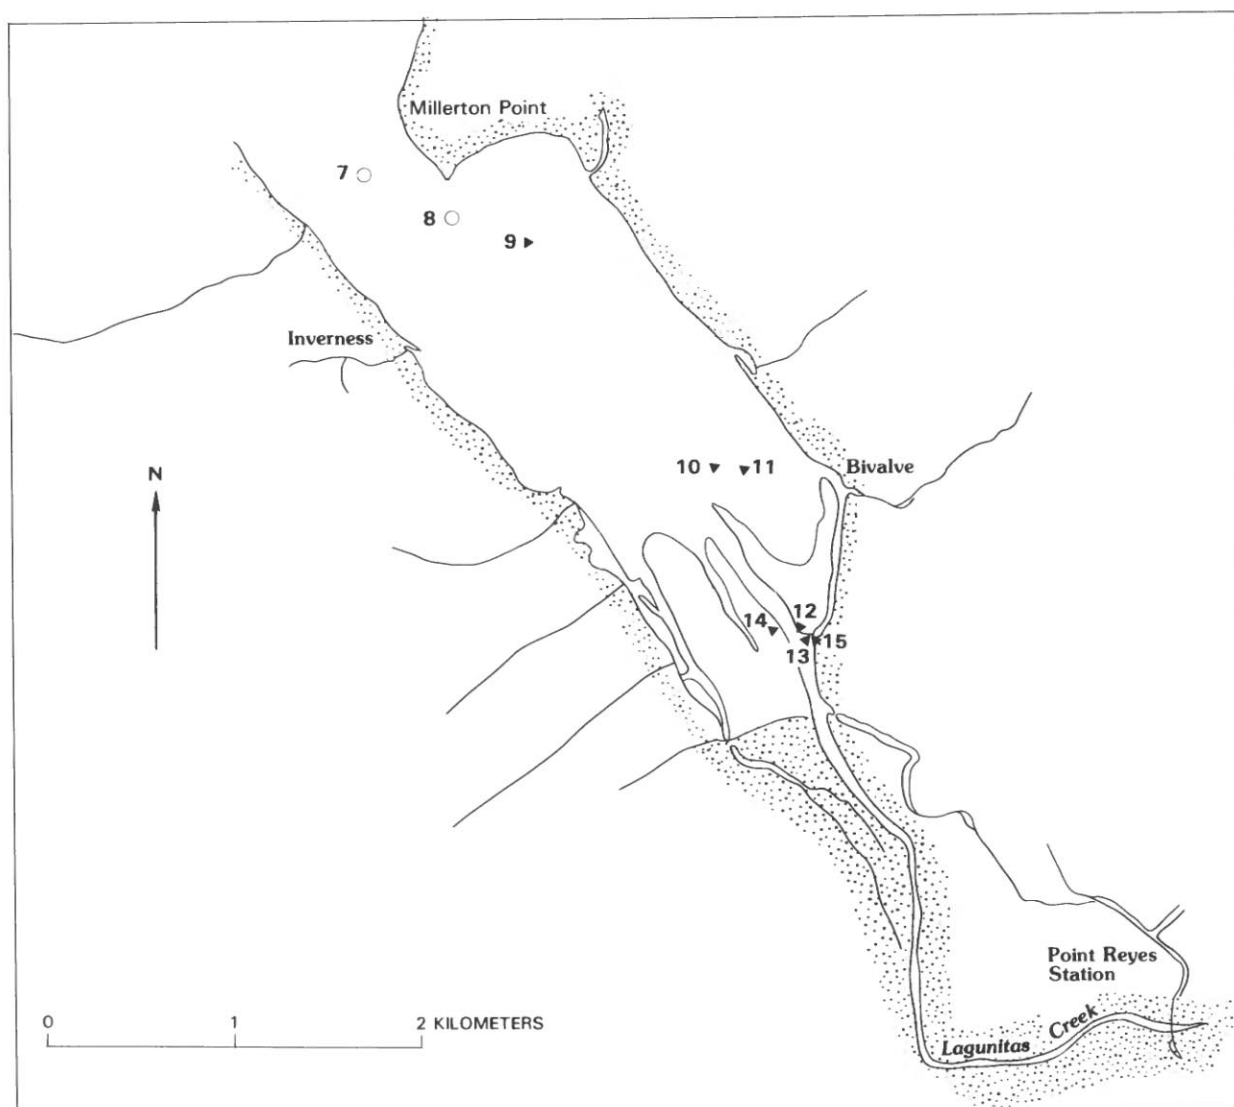 Millerton Point
7
8
9
Inverness
N
10
11
Bivalve
14
12
13
15
Point Reyes
Station
0 1 2 KILOMETERS
Lagunitas Creek